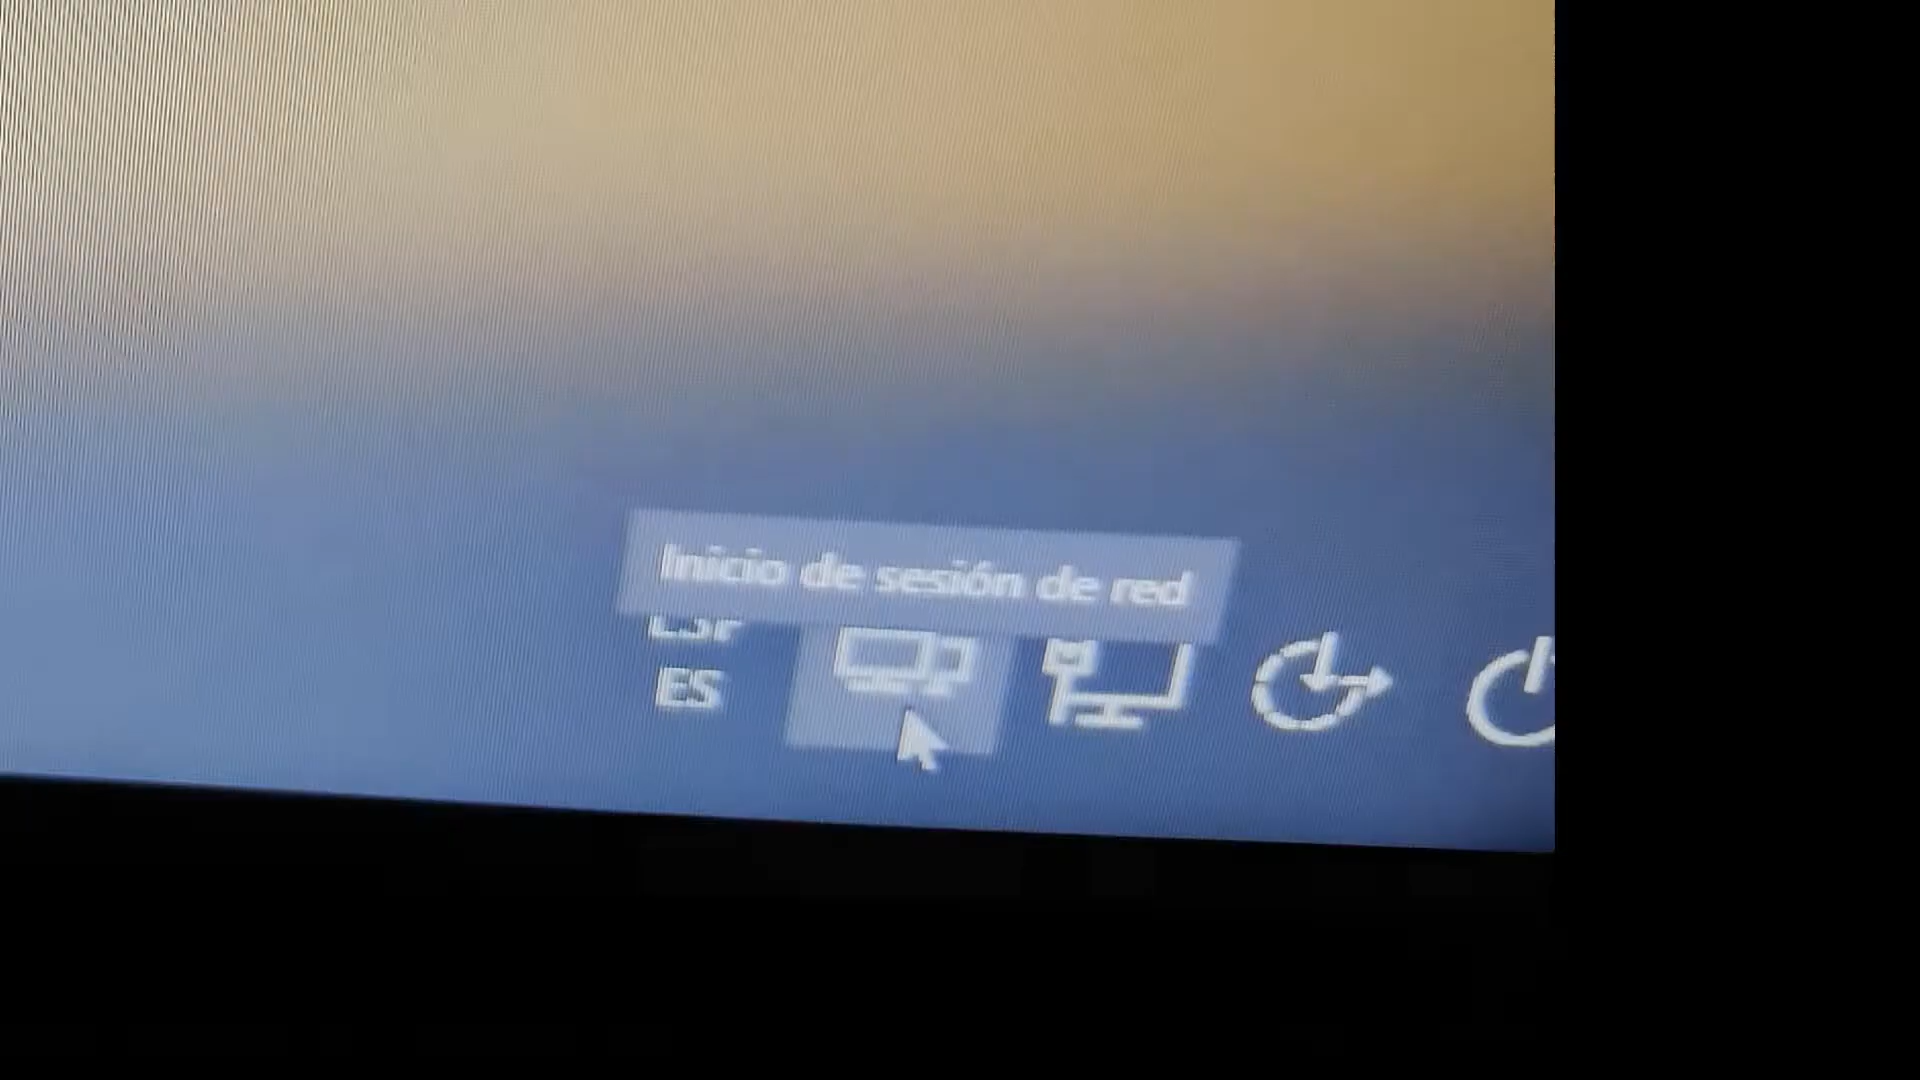 Inicio de sesión de red
ES